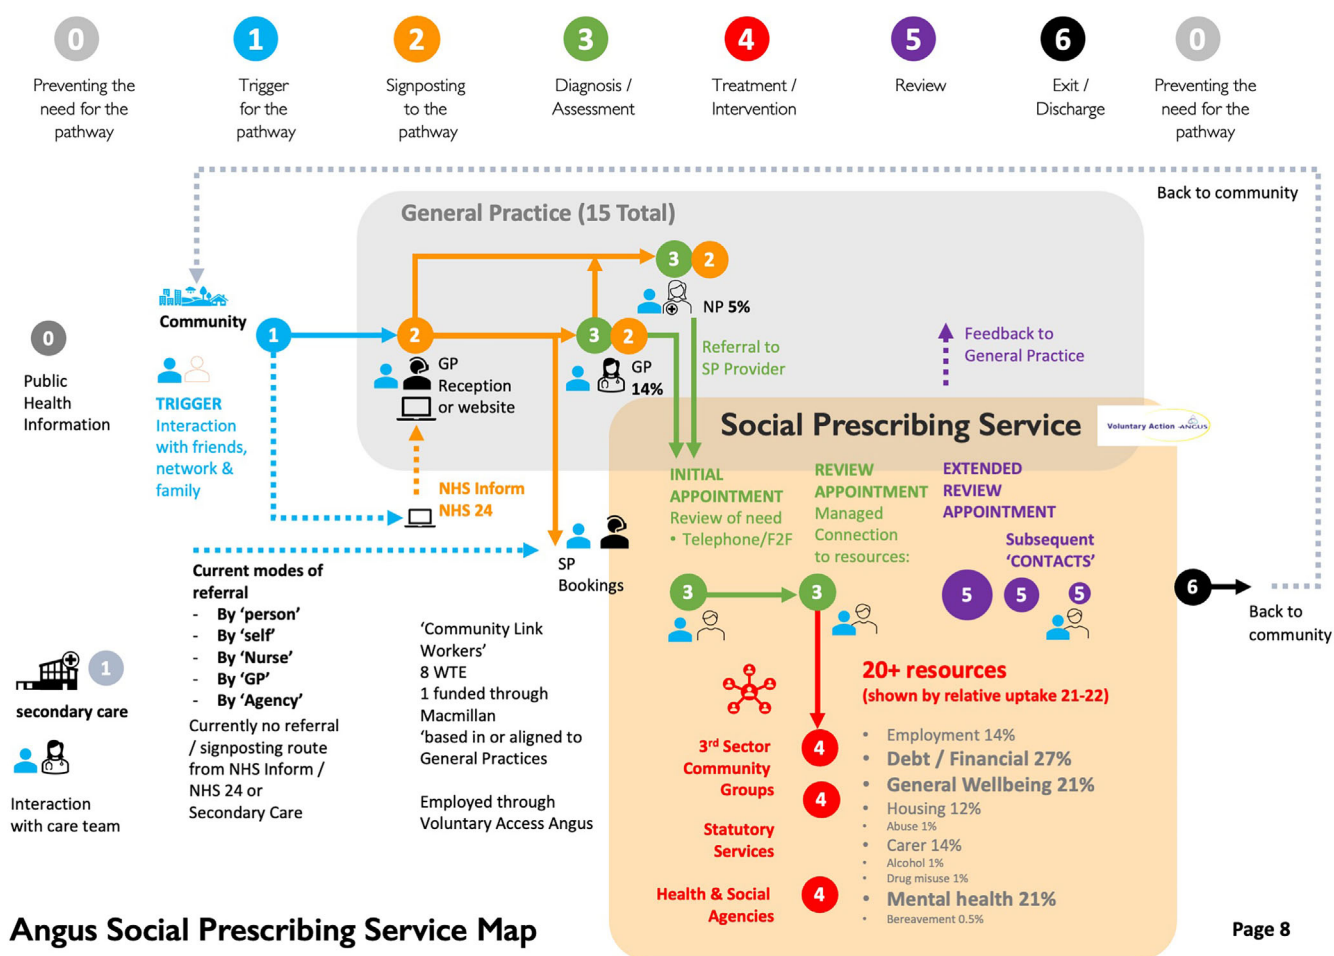 0
1
2
3
4
5
6
0
Preventing the
need for the
pathway
Trigger
for the
pathway
Signposting
to the
pathway
Diagnosis /
Assessment
Treatment /
Intervention
Review
Exit /
Discharge
Preventing the
need for the
pathway
Back to community
General Practice (15 Total)
3
2
NP 5%
Community
1
2
3
2
GP
Reception
or website
GP
14%
Referral to
SP Provider
Feedback to
General Practice
0
Public
Health
Information
TRIGGER
Interaction
with friends,
network &
family
NHS Inform
NHS 24
Social Prescribing Service
Voluntary Action ANGUS
INITIAL
APPOINTMENT
Review of need
• Telephone/F2F
REVIEW
APPOINTMENT
Managed
Connection
to resources:
EXTENDED
REVIEW
APPOINTMENT
Subsequent
‘CONTACTS’
SP
Bookings
3
3
5
5
5
6
Back to
community
Current modes of
referral
- By ‘person’
- By ‘self’
- By ‘Nurse’
- By ‘GP’
- By ‘Agency’
Currently no referral
/ signposting route
from NHS Inform /
NHS 24 or
Secondary Care
‘Community Link
Workers’
8 WTE
1 funded through
Macmillan
‘based in or aligned to
General Practices
Employed through
Voluntary Access Angus
1
secondary care
Interaction
with care team
20+ resources
(shown by relative uptake 21-22)
4
3rd Sector
Community
Groups
4
Statutory
Services
4
Health & Social
Agencies
• Employment 14%
• Debt / Financial 27%
• General Wellbeing 21%
• Housing 12%
• Abuse 1%
• Carer 14%
• Alcohol 1%
• Drug misuse 1%
• Mental health 21%
• Bereavement 0.5%
Angus Social Prescribing Service Map
Page 8